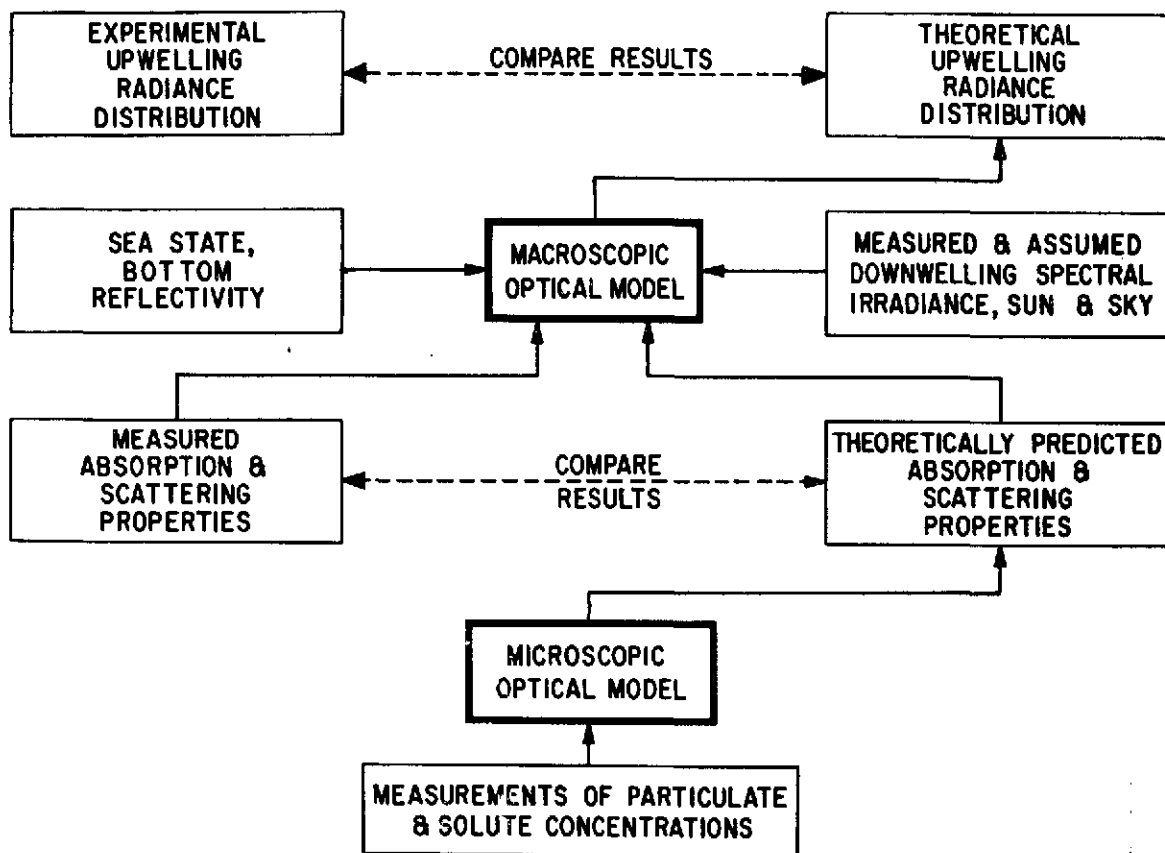 EXPERIMENTAL
UPWELLING
RADIANCE
DISTRIBUTION
COMPARE RESULTS
THEORETICAL
UPWELLING
RADIANCE
DISTRIBUTION
SEA STATE,
BOTTOM
REFLECTIVITY
MACROSCOPIC
OPTICAL MODEL
MEASURED & ASSUMED
DOWNWELLING SPECTRAL
IRRADIANCE, SUN & SKY
MEASURED
ABSORPTION &
SCATTERING
PROPERTIES
COMPARE
RESULTS
THEORETICALLY PREDICTED
ABSORPTION &
SCATTERING
PROPERTIES
MICROSCOPIC
OPTICAL MODEL
MEASUREMENTS OF PARTICULATE
& SOLUTE CONCENTRATIONS